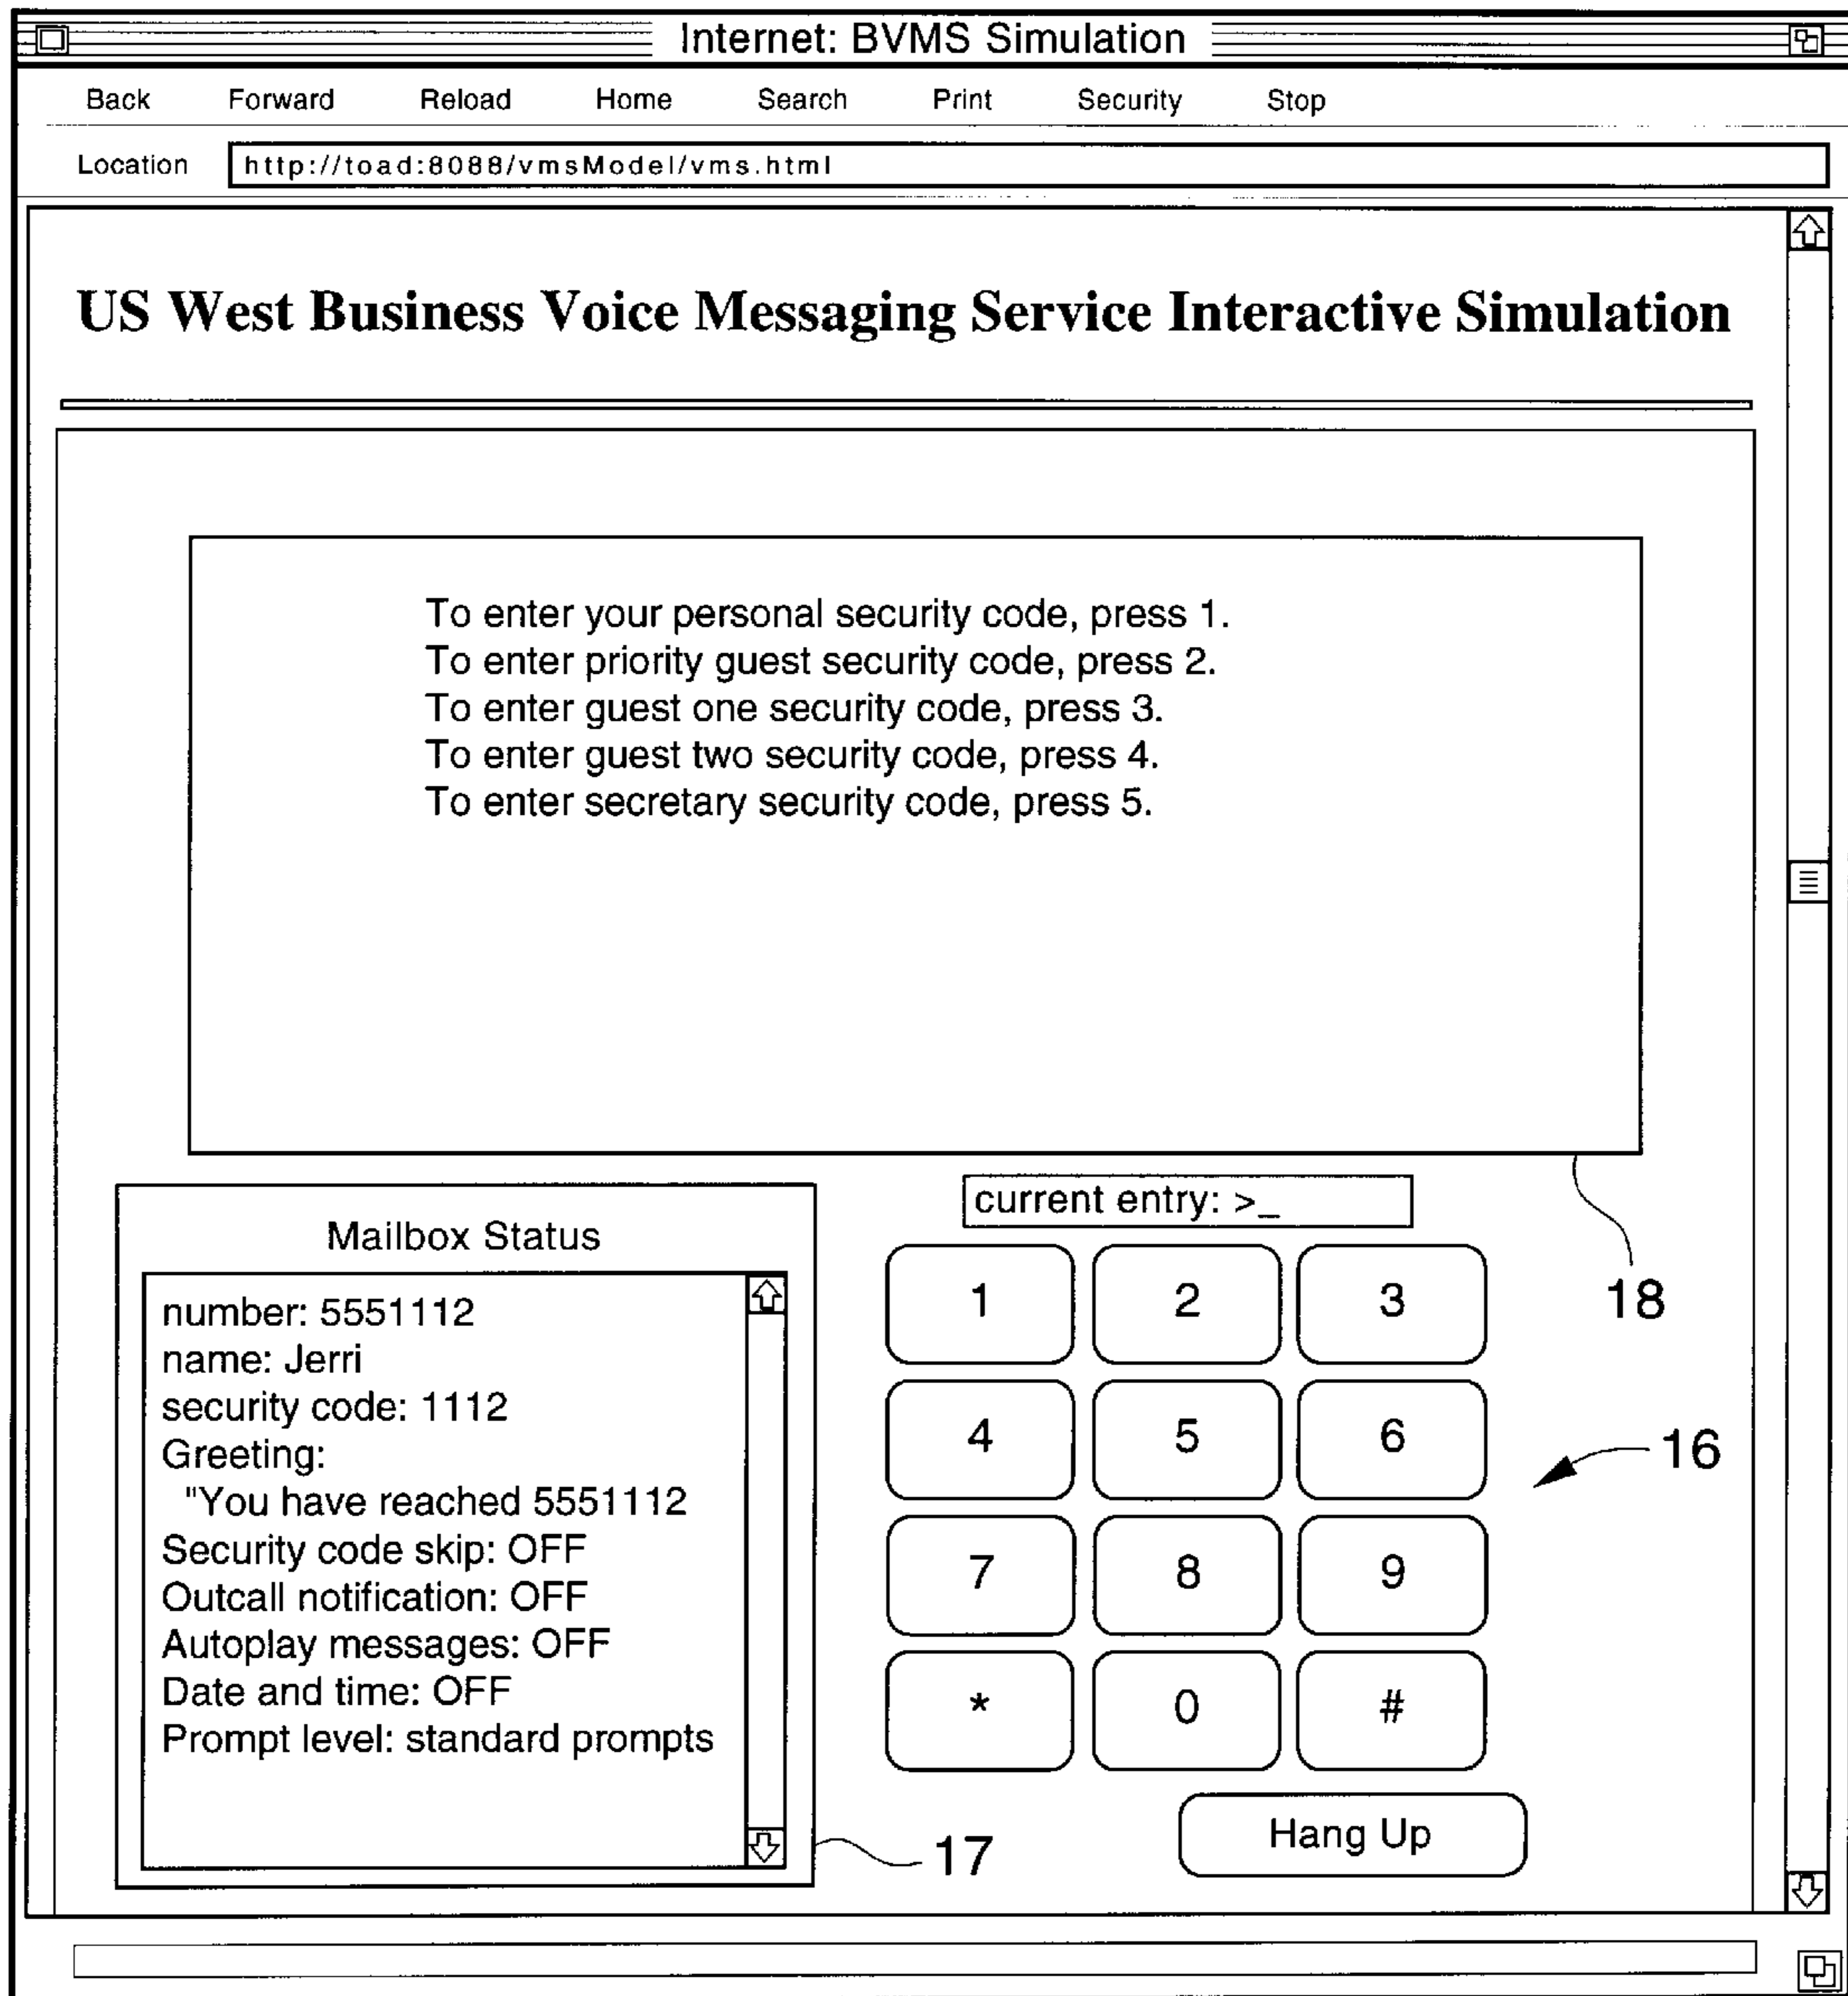 Internet: BVMS Simulation
Back Forward Reload Home Search Print Security Stop
Location http://toad:8088/vmsModel/vms.html
US West Business Voice Messaging Service Interactive Simulation
To enter your personal security code, press 1.
To enter priority guest security code, press 2.
To enter guest one security code, press 3.
To enter guest two security code, press 4.
To enter secretary security code, press 5.
18
Mailbox Status
number: 5551112
name: Jerri
security code: 1112
Greeting:
"You have reached 5551112
Security code skip: OFF
Outcall notification: OFF
Autoplay messages: OFF
Date and time: OFF
Prompt level: standard prompts
17
current entry: >_
1 2 3
4 5 6
7 8 9
* 0 #
16
Hang Up